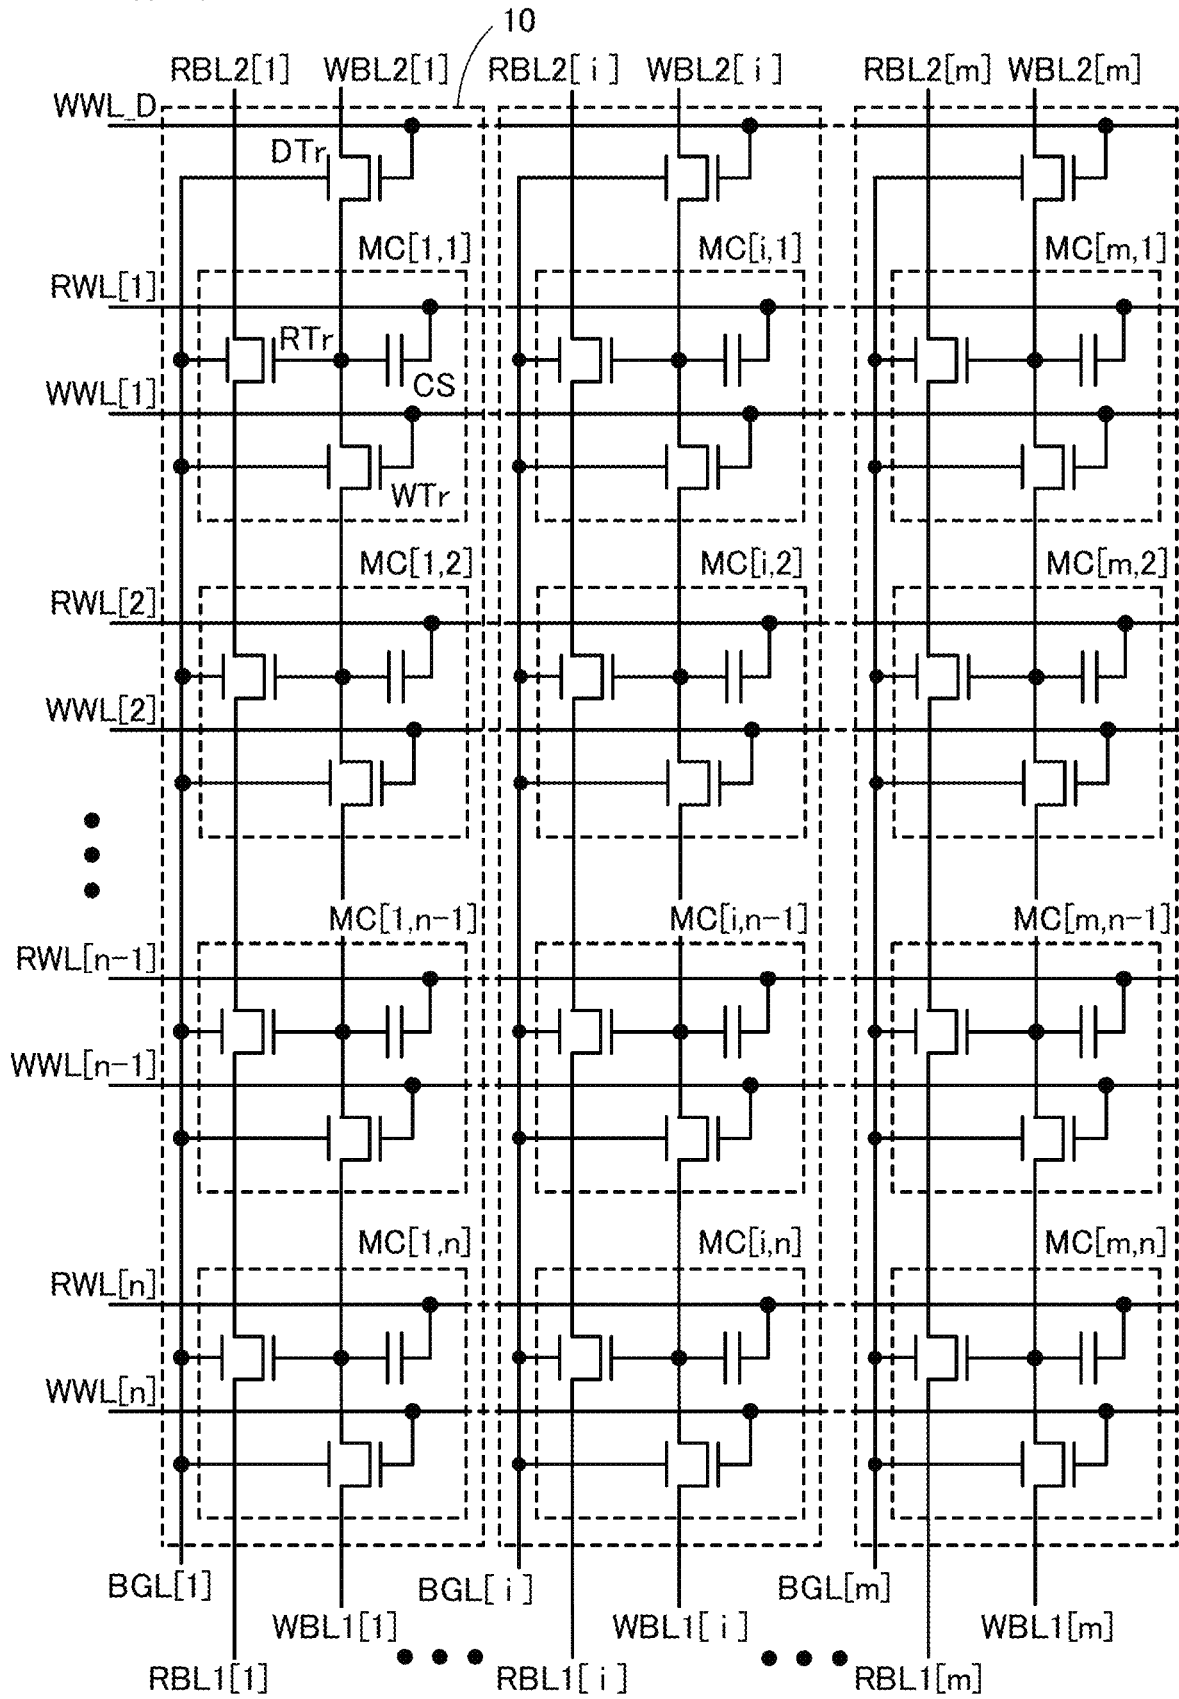 10
RBL2[1] WBL2[1] RBL2[i] WBL2[i] RBL2[m] WBL2[m]
WWL_D
DTr
MC[1,1] MC[i,1] MC[m,1]
RWL[1]
RTr
CS
WWL[1]
WTr
MC[1,2] MC[i,2] MC[m,2]
RWL[2]
WWL[2]
MC[1,n-1] MC[i,n-1] MC[m,n-1]
RWL[n-1]
WWL[n-1]
MC[1,n] MC[i,n] MC[m,n]
RWL[n]
WWL[n]
BGL[1] BGL[i] BGL[m]
WBL1[1] WBL1[i] WBL1[m]
RBL1[1] RBL1[i] RBL1[m]